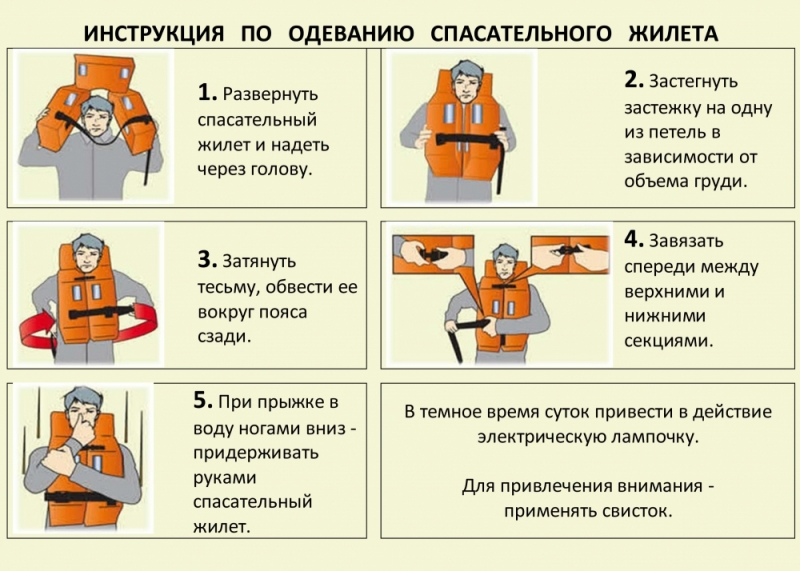 ИНСТРУКЦИЯ ПО ОДЕВАНИЮ СПАСАТЕЛЬНОГО ЖИЛЕТА
1. Развернуть
спасательный
жилет и надеть
через голову.
2. Застегнуть
застежку на одну
из петель в
зависимости от
объема груди.
3. Затянуть
тесьму, обвести ее
вокруг пояса
сзади.
4. Завязать
спереди между
верхними и
нижними
секциями.
5. При прыжке в
воду ногами вниз -
придерживать
руками
спасательный
жилет.
В темное время суток привести в действие
электрическую лампочку.
Для привлечения внимания -
применять свисток.